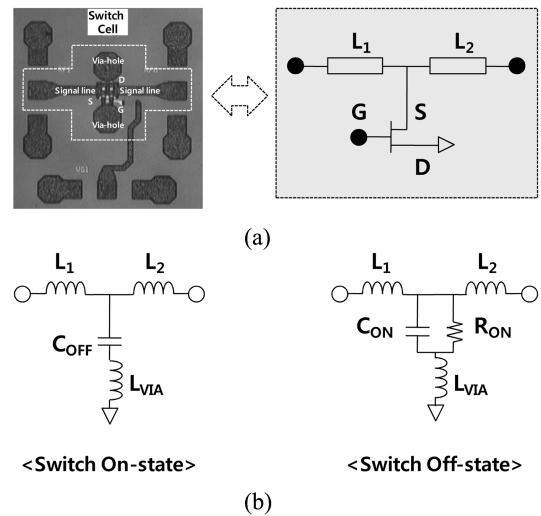 Switch
Cell
Via-hole
D
Signal line
Signal line
S
G
Via-hole
VG1
L1
L2
G
S
D
(a)
L1
L2
COFF
LVIA
<Switch On-state>
L1
L2
CON
RON
LVIA
<Switch Off-state>
(b)